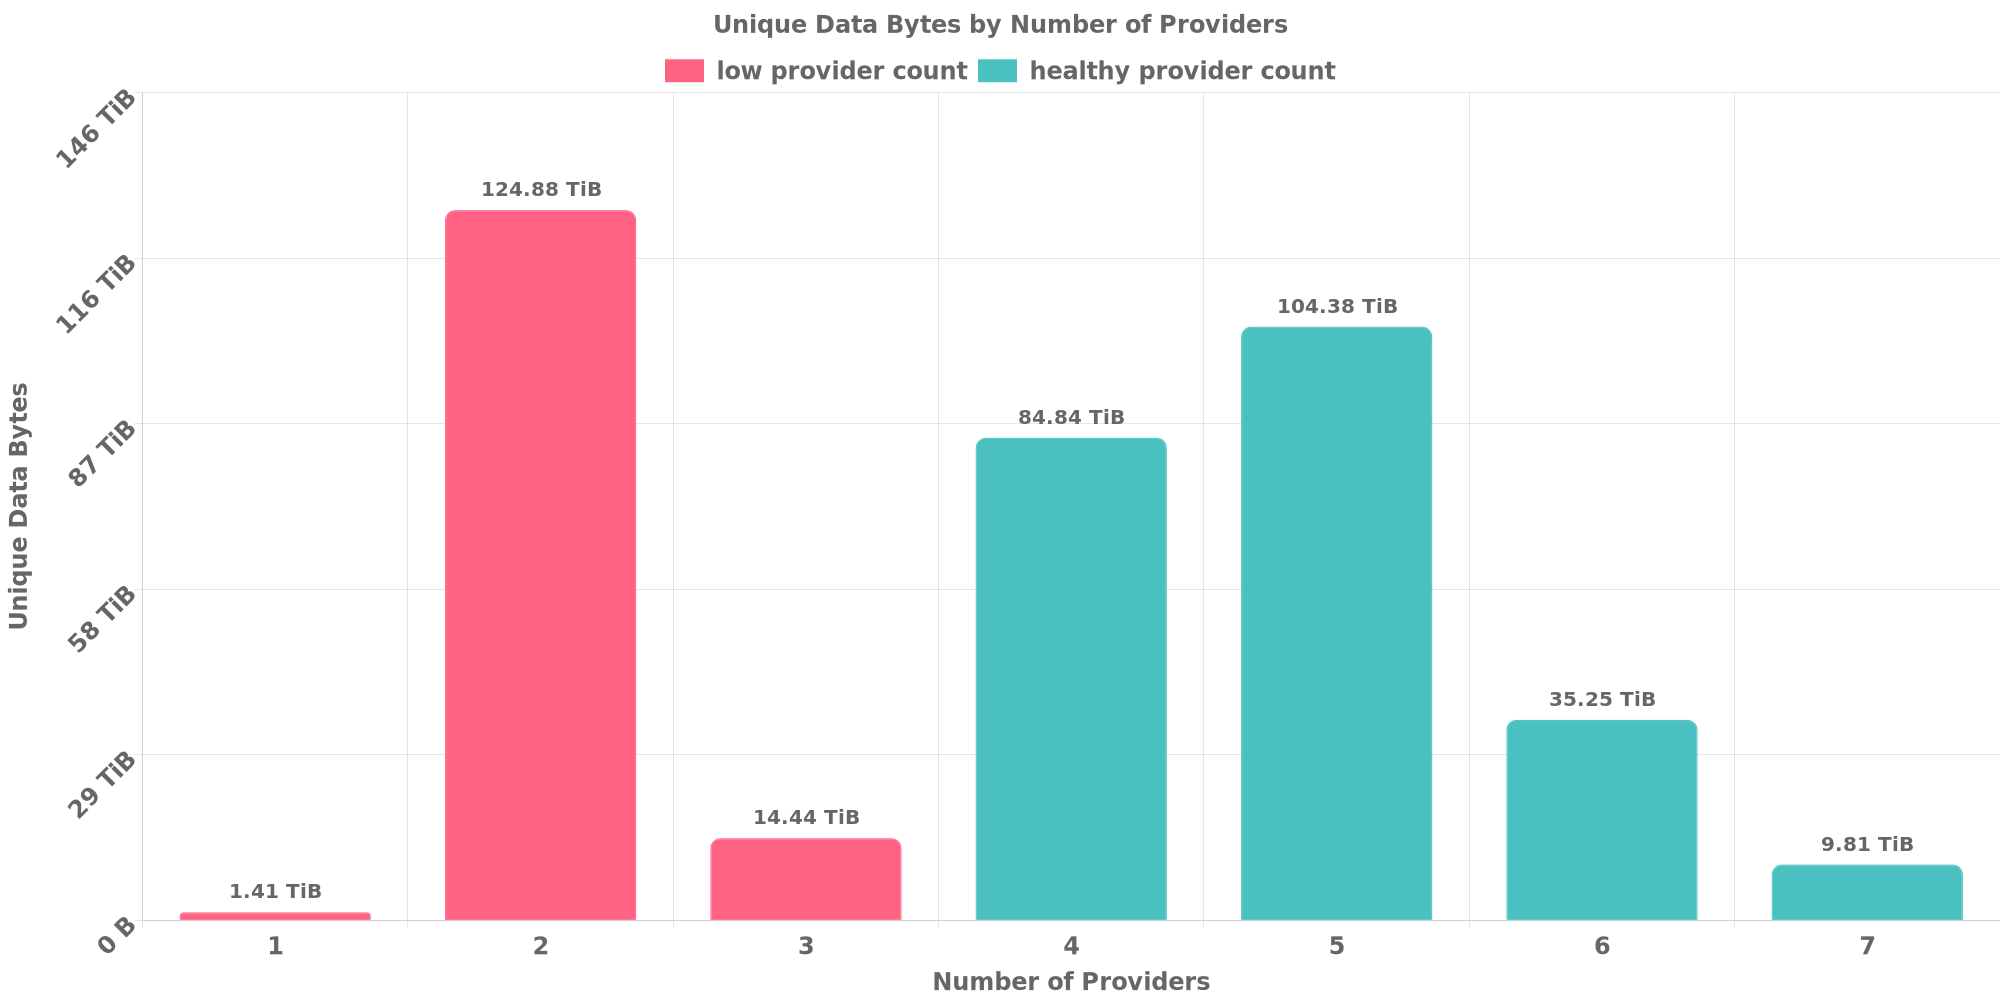 Unique Data Bytes by Number of Providers
low provider count healthy provider count
146 TiB
116 TiB
87 TiB
58 TiB
29 TiB
0 B
Unique Data Bytes
1.41 TiB
124.88 TiB
14.44 TiB
84.84 TiB
104.38 TiB
35.25 TiB
9.81 TiB
1 2 3 4 5 6 7
Number of Providers